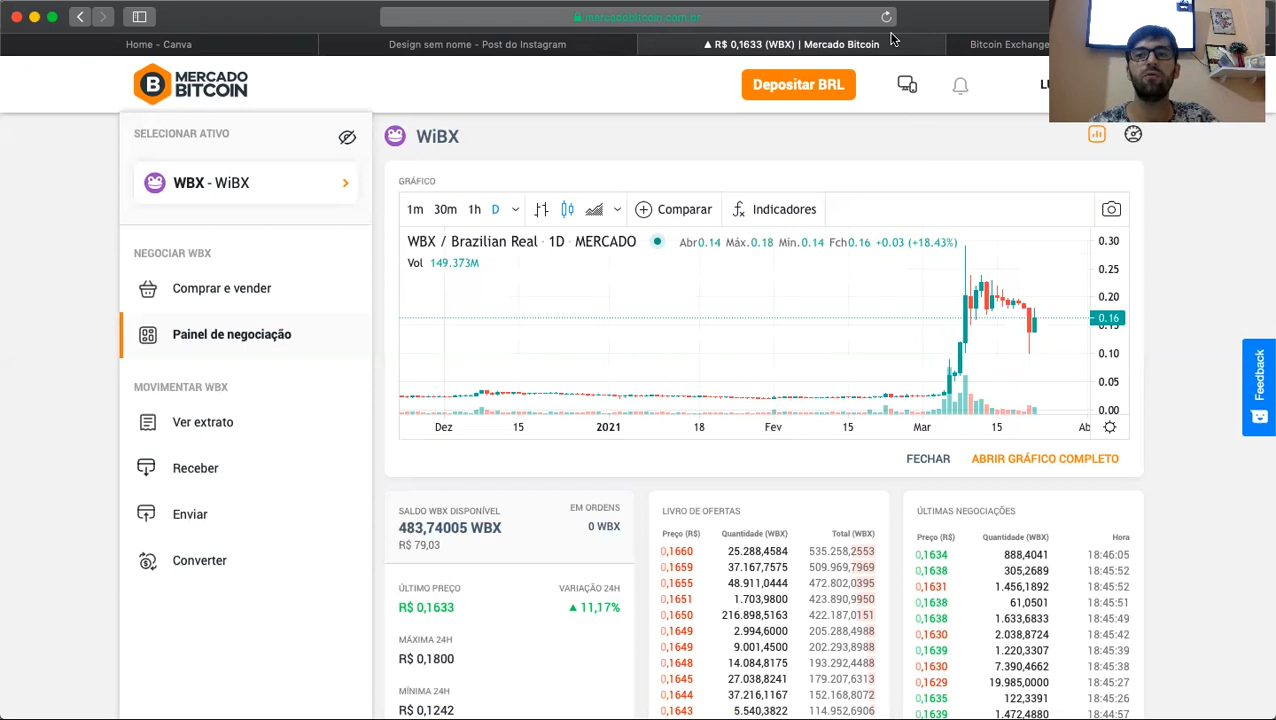 mercadobitcoin.com.br
Home - Canva
Design sem nome - Post do Instagram
▲ R$ 0,1633 (WBX) | Mercado Bitcoin
Bitcoin Exchange
MERCADO
BITCOIN
Depositar BRL
LU
SELECIONAR ATIVO
WBX - WiBX
NEGOCIAR WBX
Comprar e vender
Painel de negociação
MOVIMENTAR WBX
Ver extrato
Receber
Enviar
Converter
WiBX
GRÁFICO
1m 30m 1h D
Comparar
Indicadores
WBX / Brazilian Real · 1D · MERCADO
Abr0.14 Máx.0.18 Mín.0.14 Fch0.16 +0.03 (+18.43%)
Vol 149.373M
0.30
0.25
0.20
0.16
0.15
0.10
0.05
0.00
Dez 15 2021 18 Fev 15 Mar 15 Ab
FECHAR
ABRIR GRÁFICO COMPLETO
Feedback
SALDO WBX DISPONÍVEL
483,74005 WBX
R$ 79,03
EM ORDENS
0 WBX
ÚLTIMO PREÇO
R$ 0,1633
VARIAÇÃO 24H
▲ 11,17%
MÁXIMA 24H
R$ 0,1800
MÍNIMA 24H
R$ 0,1242
LIVRO DE OFERTAS
Preço (R$) Quantidade (WBX) Total (WBX)
0,1660 25.288,4584 535.258,2553
0,1659 37.167,7575 509.969,7969
0,1655 48.911,0444 472.802,0395
0,1651 1.703,9800 423.890,9950
0,1650 216.898,5163 422.187,0151
0,1649 2.994,6000 205.288,4988
0,1649 9.001,4500 202.293,8988
0,1648 14.084,8175 193.292,4488
0,1645 27.038,8241 179.207,6313
0,1644 37.216,1167 152.168,8072
0,1643 5.540,3822 114.952,6906
ÚLTIMAS NEGOCIAÇÕES
Preço (R$) Quantidade (WBX) Hora
0,1634 888,4041 18:46:05
0,1638 305,2689 18:45:52
0,1631 1.456,1892 18:45:52
0,1638 61,0501 18:45:51
0,1638 1.633,6833 18:45:49
0,1630 2.038,8724 18:45:42
0,1639 1.220,3307 18:45:39
0,1630 7.390,4662 18:45:38
0,1629 19.985,0000 18:45:38
0,1635 122,3391 18:45:26
0,1639 1.472,4880 18:44:57